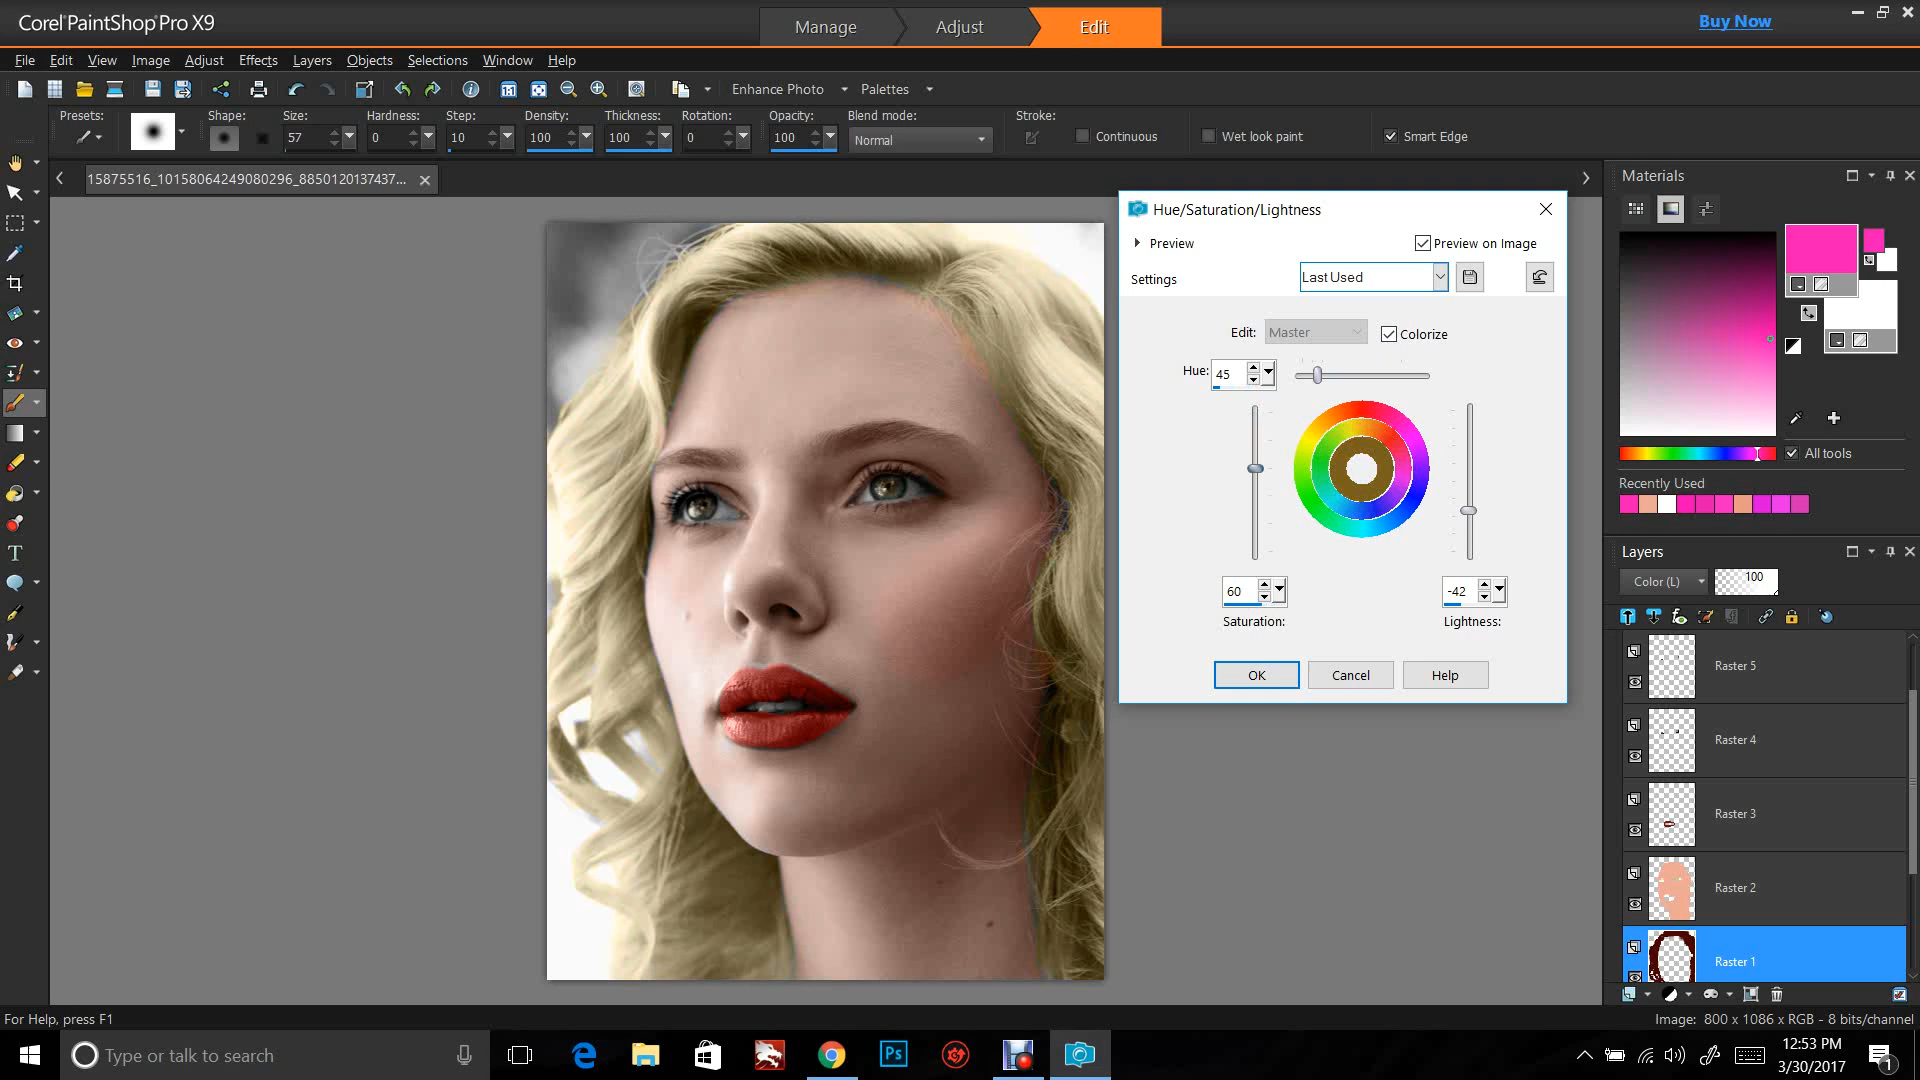 Corel PaintShop Pro X9
Manage
Adjust
Edit
Buy Now
File Edit View Image Adjust Effects Layers Objects Selections Window Help
Enhance Photo
Palettes
Presets:
Shape:
Size:
Hardness:
Step:
Density:
Thickness:
Rotation:
Opacity:
Blend mode:
Stroke:
57
0
10
100
100
0
100
Normal
Continuous
Wet look paint
Smart Edge
15875516_10158064249080296_8850120137437...
Materials
Hue/Saturation/Lightness
Preview
Preview on Image
Settings
Last Used
Edit:
Master
Colorize
Hue:
45
60
-42
Saturation:
Lightness:
OK
Cancel
Help
All tools
Recently Used
Layers
Color (L)
100
Raster 5
Raster 4
Raster 3
Raster 2
Raster 1
For Help, press F1
Image: 800 x 1086 x RGB - 8 bits/channel
Type or talk to search
Ps
12:53 PM
3/30/2017
1